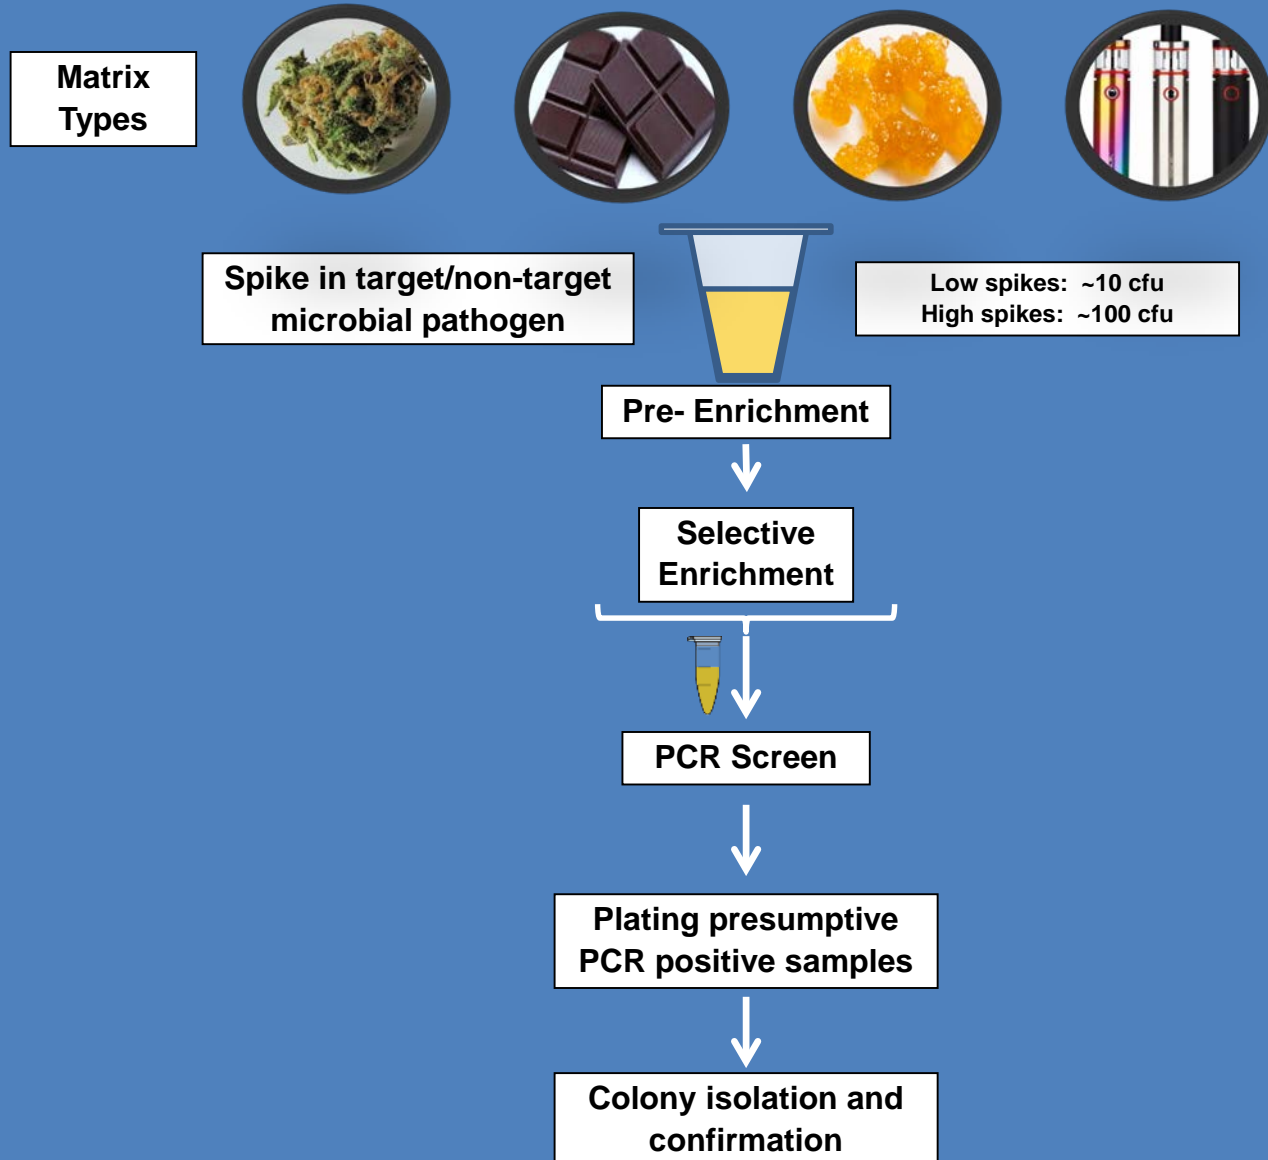 Matrix
Types
Spike in target/non-target
microbial pathogen
Low spikes:  ~10 cfu
High spikes:  ~100 cfu
Pre- Enrichment
Selective
Enrichment
PCR Screen
Plating presumptive
PCR positive samples
Colony isolation and
confirmation